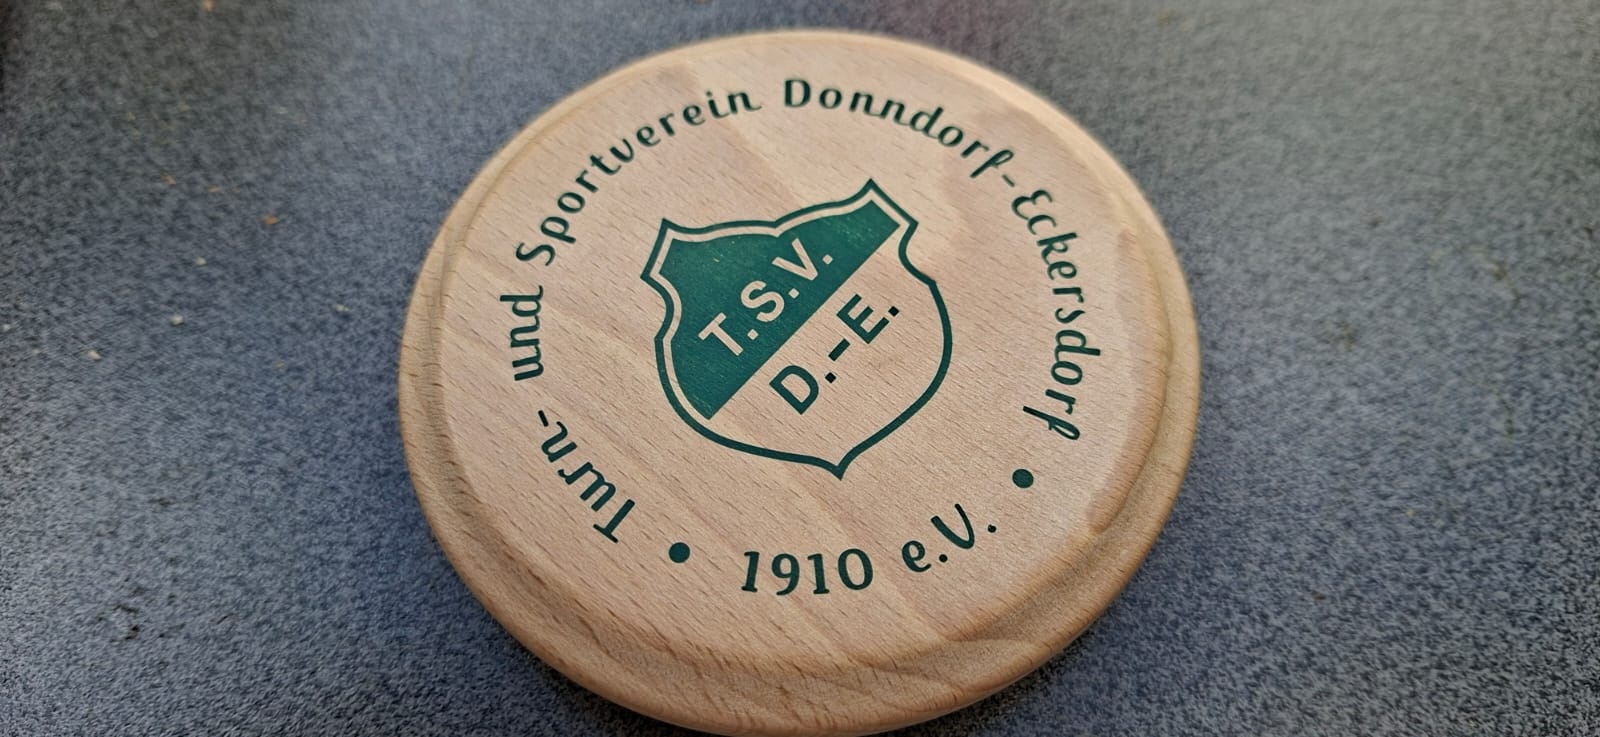 Turn- und Sportverein Donndorf-Eckersdorf
• 1910 e.V. •
T.S.V.
D.-E.